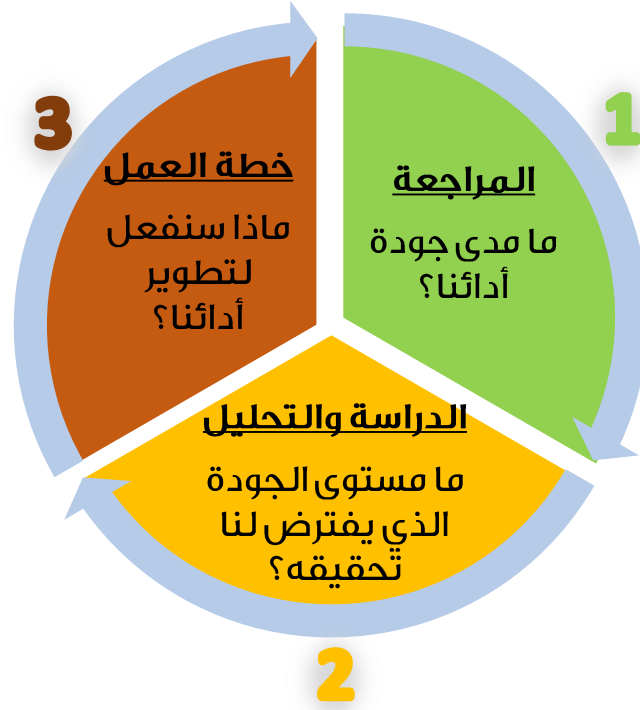 1
المراجعة
ما مدى جودة
أدائنا؟
2
الدراسة والتحليل
ما مستوى الجودة
الذي يفترض لنا
تحقيقه؟
3
خطة العمل
ماذا سنفعل
لتطوير
أدائنا؟